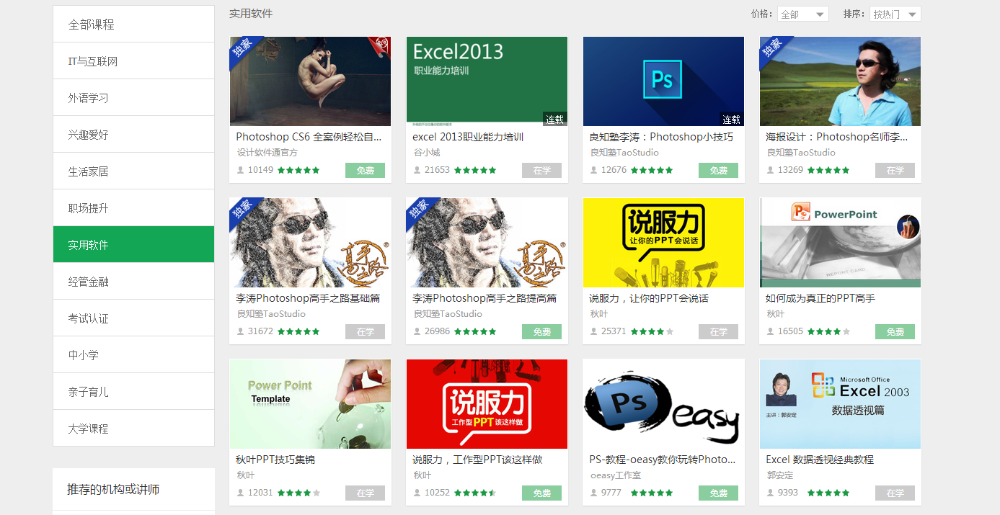 全部课程
IT与互联网
外语学习
兴趣爱好
生活家居
职场提升
实用软件
经管金融
考试认证
中小学
亲子育儿
大学课程
推荐的机构或讲师
实用软件
价格： 全部
排序： 按热门
独家
Photoshop CS6 全案例轻松自...
设计软件通官方
10149
免费
Excel2013
职业能力培训
连载
excel 2013职业能力培训
谷小城
21653
在学
Ps
连载
良知塾李涛：Photoshop小技巧
良知塾TaoStudio
12676
免费
独家
海报设计：Photoshop名师李...
良知塾TaoStudio
13269
在学
独家
高手之路
李涛Photoshop高手之路基础篇
良知塾TaoStudio
31672
在学
独家
高手之路
李涛Photoshop高手之路提高篇
良知塾TaoStudio
26986
免费
说服力
让你的PPT会说话
说服力，让你的PPT会说话
秋叶
25371
在学
PowerPoint
REPORT CARD
如何成为真正的PPT高手
秋叶
16505
免费
Power Point
Template
秋叶PPT技巧集锦
秋叶
12031
在学
说服力
工作型PPT该这样做
说服力，工作型PPT该这样做
秋叶
10252
免费
Ps easy
PS-教程-oeasy教你玩转Photo...
oeasy工作室
9777
免费
Microsoft Office
Excel 2003
数据透视篇
主讲：郭安定
Excel 数据透视经典教程
郭安定
9393
在学